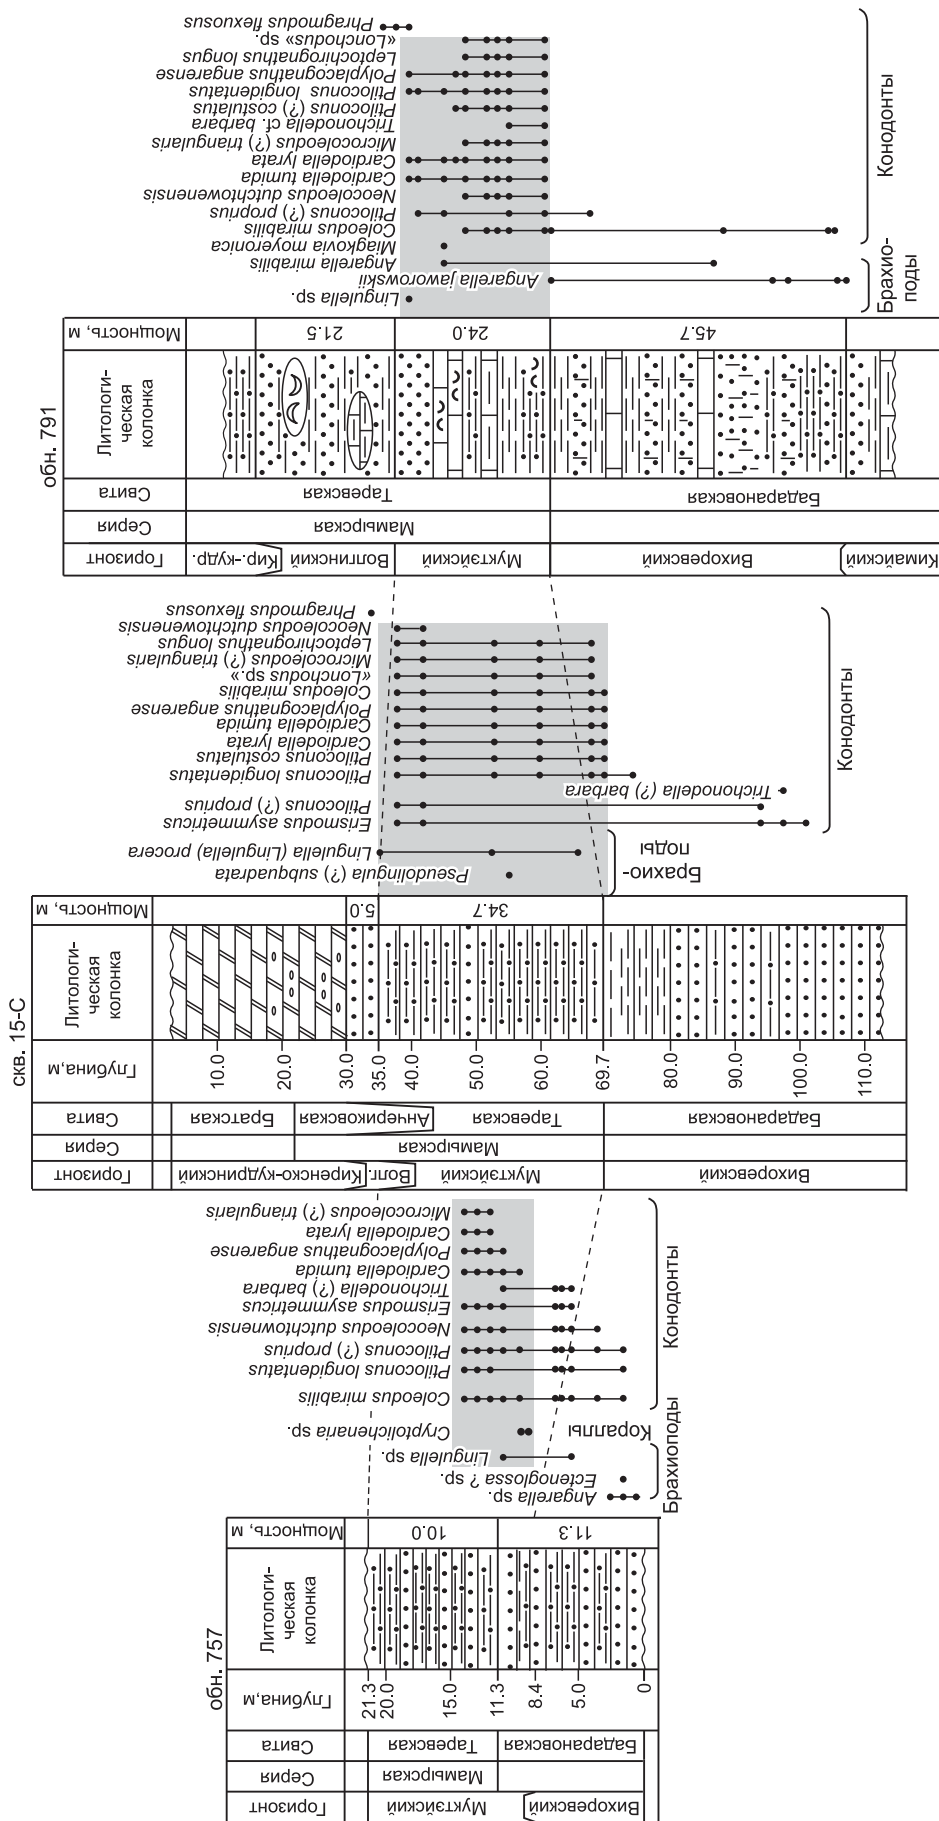 обн. 757
Горизонт
Серия
Свита
Глубина,м
Литологи-
ческая
колонка
Мощность, м
Муктэйский
Вихоревский
Мамырская
Таревская
Бадарановская
21.3
20.0
15.0
11.3
8.4
5.0
0
10.0
11.3
Angarella sp.
Ectenoglossa ? sp.
Lingulella sp.
Брахиоподы
Cryptolichenaria sp.
Кораллы
Coleodus mirabilis
Ptiloconus longidentatus
Ptiloconus (?) proprius
Neocoleodus dutchtownensis
Erismodus asymmetricus
Trichonodella (?) barbara
Cardiodella tumida
Polyplacognathus angarense
Cardiodella lyrata
Microcoleodus (?) triangularis
Конодонты
скв. 15-С
Горизонт
Серия
Свита
Глубина,м
Литологи-
ческая
колонка
Мощность, м
Киренско-кудринский
Волг.
Муктэйский
Вихоревский
Мамырская
Братская
Анчериковская
Таревская
Бадарановская
10.0
20.0
30.0
35.0
40.0
50.0
60.0
69.7
80.0
90.0
100.0
110.0
5.0
34.7
Pseudolingula (?) subquadrata
Lingulella (Lingulella) procera
Брахио-
поды
Erismodus asymmetricus
Ptiloconus (?) proprius
Trichonodella (?) barbara
Ptiloconus longidentatus
Ptiloconus costulatus
Cardiodella lyrata
Cardiodella tumida
Polyplacognathus angarense
Coleodus mirabilis
«Lonchodus sp.»
Microcoleodus (?) triangularis
Leptochirognathus longus
Neocoleodus dutchtowenensis
Phragmodus flexuosus
Конодонты
обн. 791
Горизонт
Серия
Свита
Литологи-
ческая
колонка
Мощность, м
Кир.-кудр.
Волгинский
Муктэйский
Вихоревский
Кимайский
Мамырская
Таревская
Бадарановская
21.5
24.0
45.7
Lingulella sp.
Angarella jaworowskii
Angarella mirabilis
Miagkovia moyeronica
Брахио-
поды
Coleodus mirabilis
Ptiloconus (?) proprius
Neocoleodus dutchtowenensis
Cardiodella tumida
Cardiodella lyrata
Microcoleodus (?) triangularis
Trichonodella cf. barbara
Ptiloconus (?) costulatus
Ptiloconus longidentatus
Polyplacognathus angarense
Leptochirognathus longus
«Lonchodus» sp.
Phragmodus flexuosus
Конодонты